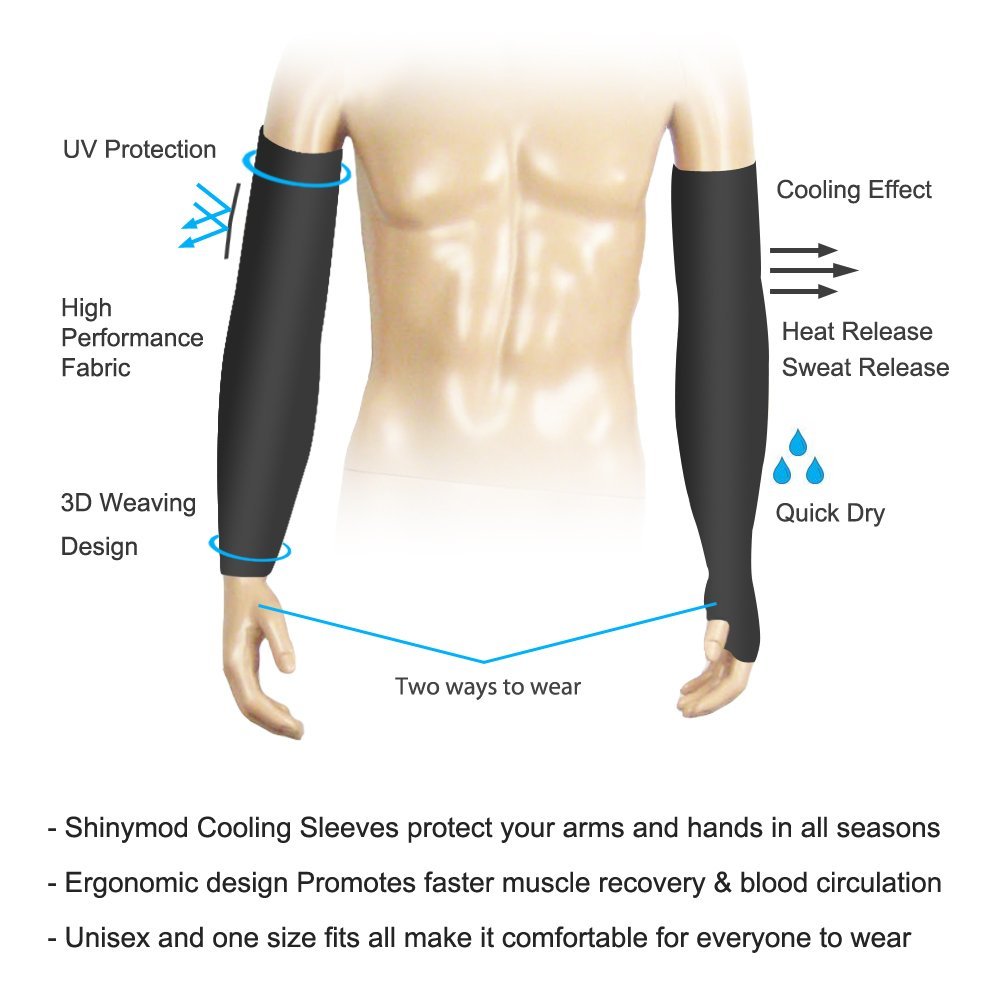 UV Protection
Cooling Effect
High
Performance
Fabric
Heat Release
Sweat Release
3D Weaving
Design
Quick Dry
Two ways to wear
- Shinymod Cooling Sleeves protect your arms and hands in all seasons
- Ergonomic design Promotes faster muscle recovery & blood circulation
- Unisex and one size fits all make it comfortable for everyone to wear